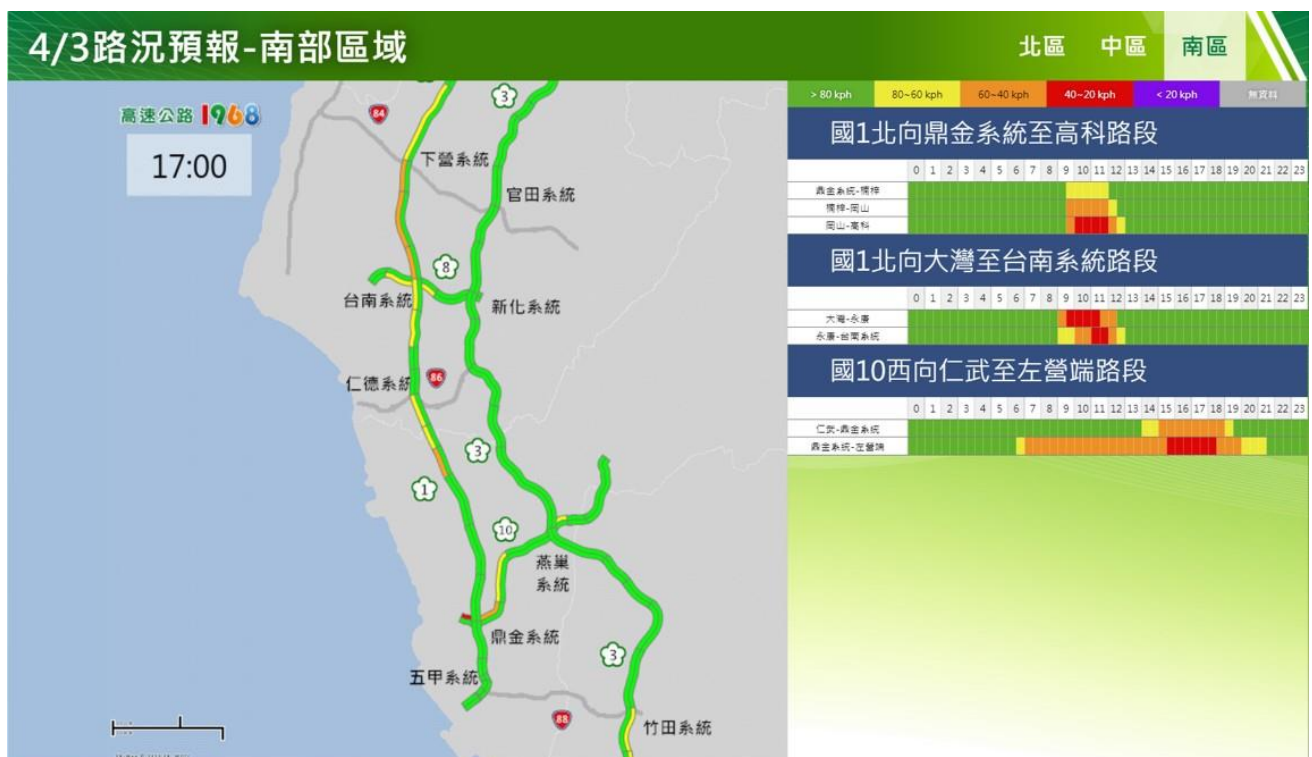 4/3路況預報-南部區域
北區 中區 南區
高速公路 1968
17:00
3
84
下營系統
官田系統
8
台南系統
新化系統
仁德系統
86
3
1
10
燕巢
系統
鼎金系統
3
五甲系統
88
竹田系統
> 80 kph 80~60 kph 60~40 kph 40~20 kph < 20 kph 無資料
國1北向鼎金系統至高科路段
0 1 2 3 4 5 6 7 8 9 10 11 12 13 14 15 16 17 18 19 20 21 22 23
鼎金系統-楠梓
楠梓-岡山
岡山-高科
國1北向大灣至台南系統路段
0 1 2 3 4 5 6 7 8 9 10 11 12 13 14 15 16 17 18 19 20 21 22 23
大灣-永康
永康-台南系統
國10西向仁武至左營端路段
0 1 2 3 4 5 6 7 8 9 10 11 12 13 14 15 16 17 18 19 20 21 22 23
仁武-鼎金系統
鼎金系統-左營端